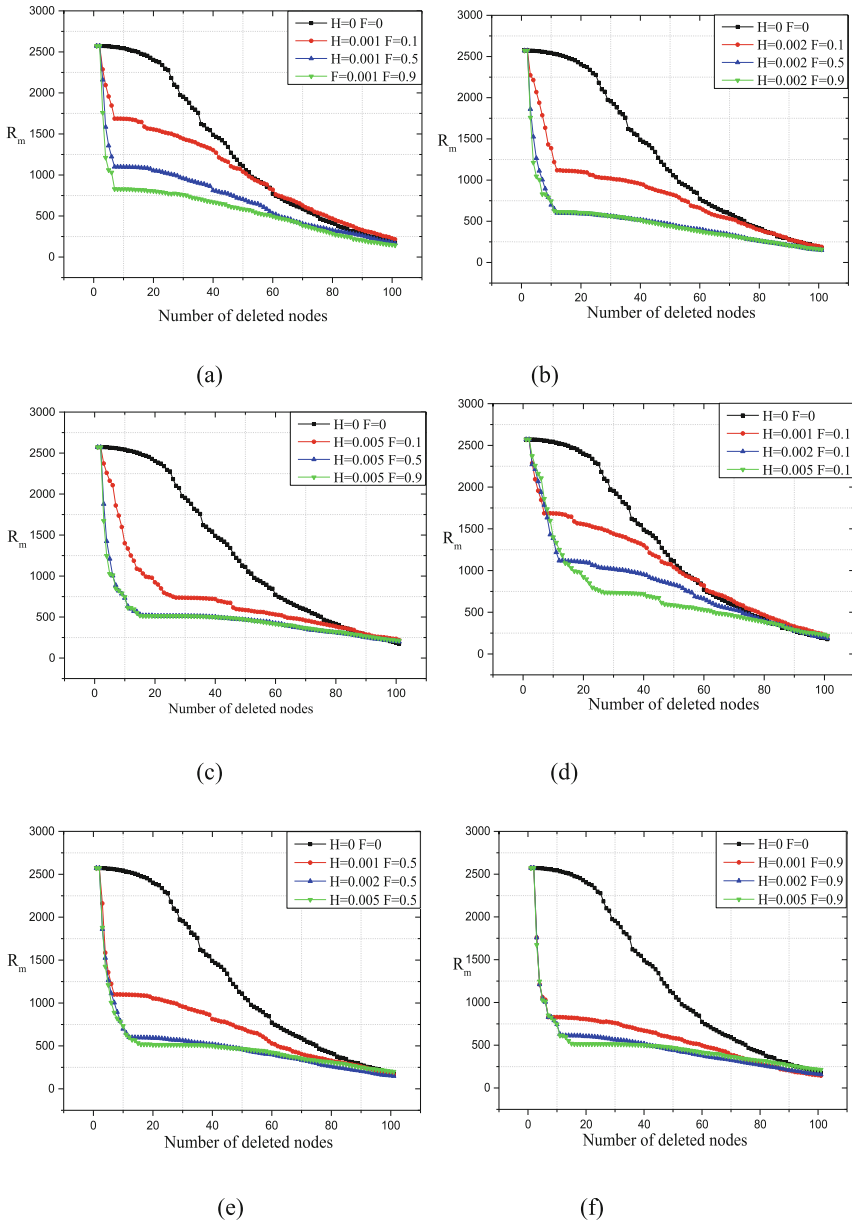 3000
2500
2000
1500
R_m
1000
500
0
0 20 40 60 80 100
Number of deleted nodes
H=0 F=0
H=0.001 F=0.1
H=0.001 F=0.5
F=0.001 F=0.9
(a)
3000
2500
2000
1500
R_m
1000
500
0
0 20 40 60 80 100
Number of deleted nodes
H=0 F=0
H=0.002 F=0.1
H=0.002 F=0.5
H=0.002 F=0.9
(b)
3000
2500
2000
1500
R_m
1000
500
0
0 20 40 60 80 100
Number of deleted nodes
H=0 F=0
H=0.005 F=0.1
H=0.005 F=0.5
H=0.005 F=0.9
(c)
3000
2500
2000
1500
R_m
1000
500
0
0 20 40 60 80 100
Number of deleted nodes
H=0 F=0
H=0.001 F=0.1
H=0.002 F=0.1
H=0.005 F=0.1
(d)
3000
2500
2000
1500
R_m
1000
500
0
0 20 40 60 80 100
Number of deleted nodes
H=0 F=0
H=0.001 F=0.5
H=0.002 F=0.5
H=0.005 F=0.5
(e)
3000
2500
2000
1500
R_m
1000
500
0
0 20 40 60 80 100
Number of deleted nodes
H=0 F=0
H=0.001 F=0.9
H=0.002 F=0.9
H=0.005 F=0.9
(f)